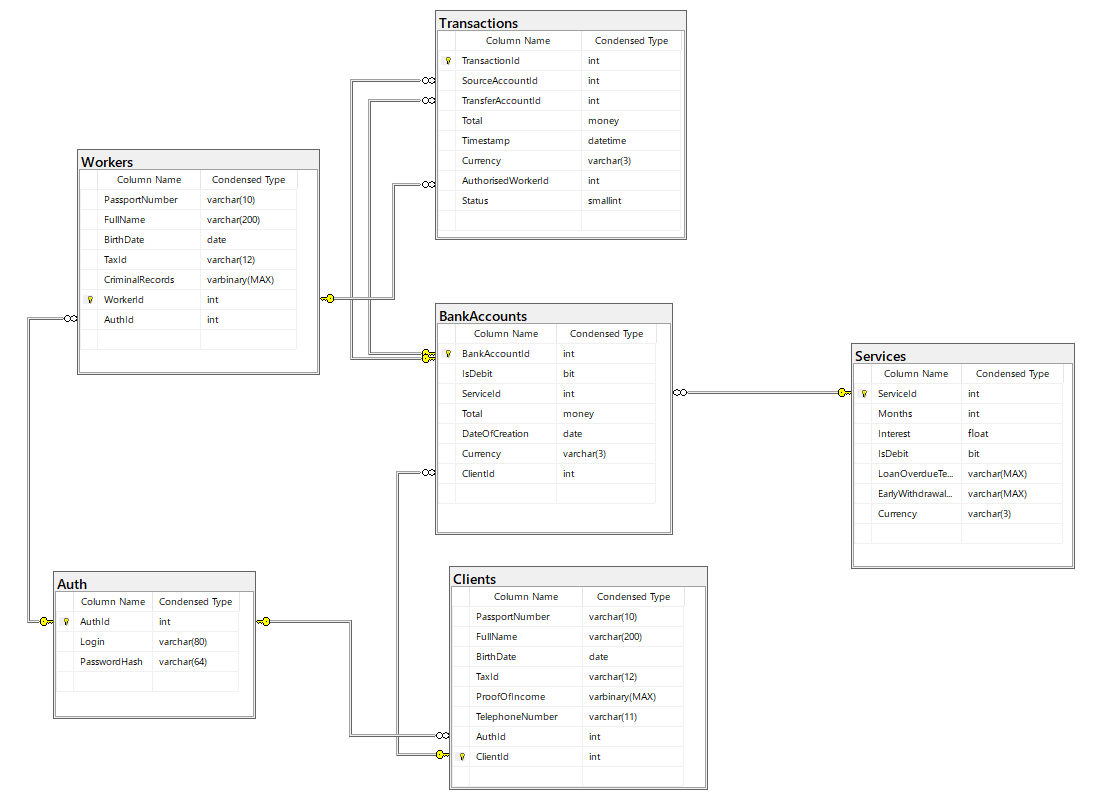 Transactions
Column Name Condensed Type
TransactionId int
SourceAccountId int
TransferAccountId int
Total money
Timestamp datetime
Currency varchar(3)
AuthorisedWorkerId int
Status smallint
Workers
Column Name Condensed Type
PassportNumber varchar(10)
FullName varchar(200)
BirthDate date
TaxId varchar(12)
CriminalRecords varbinary(MAX)
WorkerId int
AuthId int
BankAccounts
Column Name Condensed Type
BankAccountId int
IsDebit bit
ServiceId int
Total money
DateOfCreation date
Currency varchar(3)
ClientId int
Services
Column Name Condensed Type
ServiceId int
Months int
Interest float
IsDebit bit
LoanOverdueTe... varchar(MAX)
EarlyWithdrawal... varchar(MAX)
Currency varchar(3)
Auth
Column Name Condensed Type
AuthId int
Login varchar(80)
PasswordHash varchar(64)
Clients
Column Name Condensed Type
PassportNumber varchar(10)
FullName varchar(200)
BirthDate date
TaxId varchar(12)
ProofOfIncome varbinary(MAX)
TelephoneNumber varchar(11)
AuthId int
ClientId int